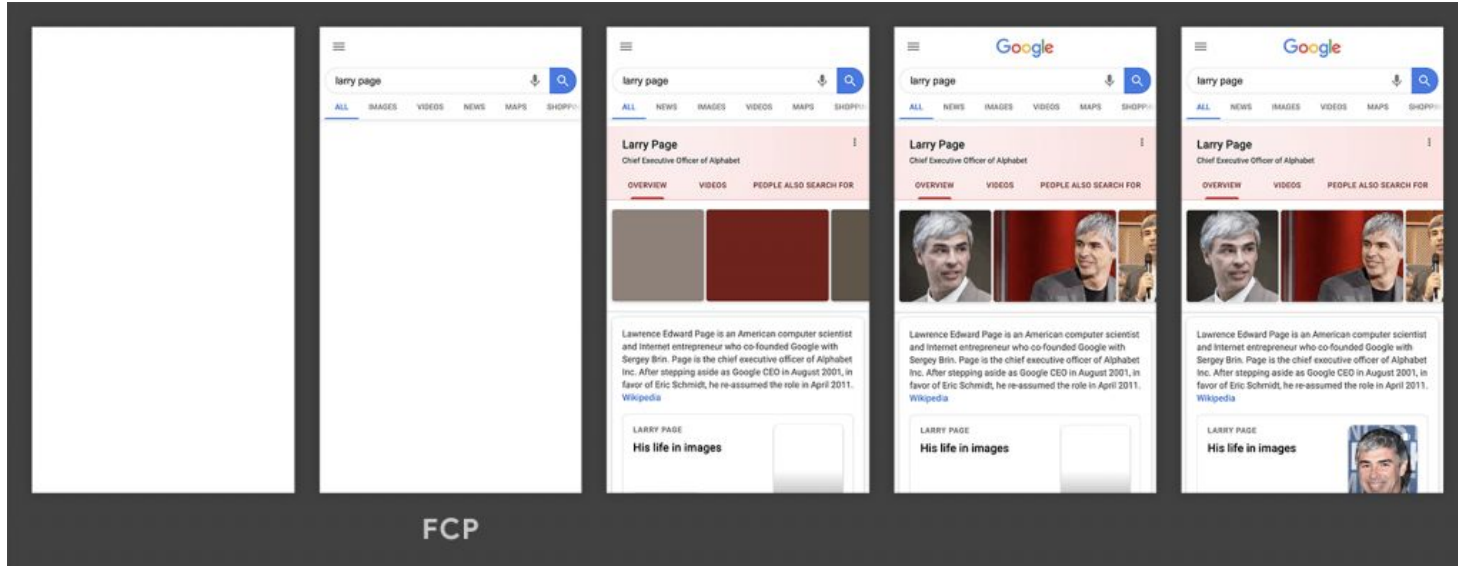 larry page
ALL IMAGES VIDEOS NEWS MAPS SHOPPIN
larry page
ALL NEWS IMAGES VIDEOS MAPS SHOPPIN
Larry Page
Chief Executive Officer of Alphabet
OVERVIEW VIDEOS PEOPLE ALSO SEARCH FOR
Lawrence Edward Page is an American computer scientist
and Internet entrepreneur who co-founded Google with
Sergey Brin. Page is the chief executive officer of Alphabet
Inc. After stepping aside as Google CEO in August 2001, in
favor of Eric Schmidt, he re-assumed the role in April 2011.
Wikipedia
LARRY PAGE
His life in images
Google
larry page
ALL NEWS IMAGES VIDEOS MAPS SHOPPIN
Larry Page
Chief Executive Officer of Alphabet
OVERVIEW VIDEOS PEOPLE ALSO SEARCH FOR
Lawrence Edward Page is an American computer scientist
and Internet entrepreneur who co-founded Google with
Sergey Brin. Page is the chief executive officer of Alphabet
Inc. After stepping aside as Google CEO in August 2001, in
favor of Eric Schmidt, he re-assumed the role in April 2011.
Wikipedia
LARRY PAGE
His life in images
Google
larry page
ALL NEWS IMAGES VIDEOS MAPS SHOPPIN
Larry Page
Chief Executive Officer of Alphabet
OVERVIEW VIDEOS PEOPLE ALSO SEARCH FOR
Lawrence Edward Page is an American computer scientist
and Internet entrepreneur who co-founded Google with
Sergey Brin. Page is the chief executive officer of Alphabet
Inc. After stepping aside as Google CEO in August 2001, in
favor of Eric Schmidt, he re-assumed the role in April 2011.
Wikipedia
LARRY PAGE
His life in images
FCP